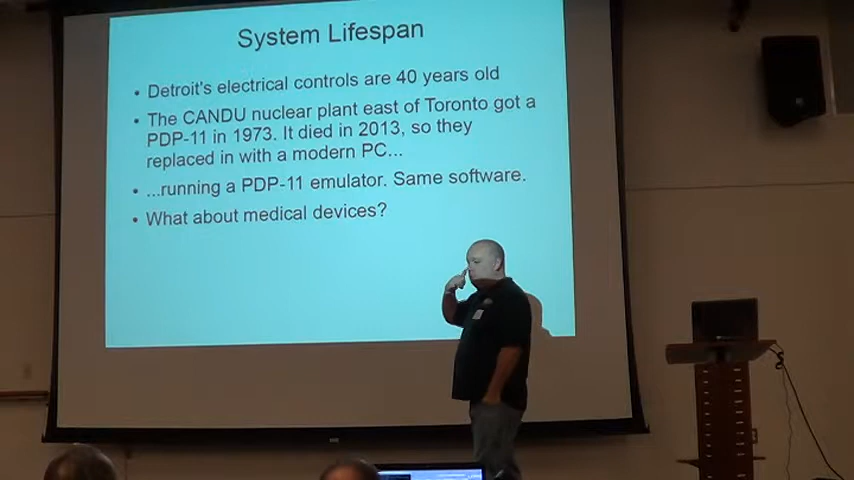 System Lifespan
• Detroit's electrical controls are 40 years old
• The CANDU nuclear plant east of Toronto got a
PDP-11 in 1973. It died in 2013, so they
replaced in with a modern PC...
• ...running a PDP-11 emulator. Same software.
• What about medical devices?